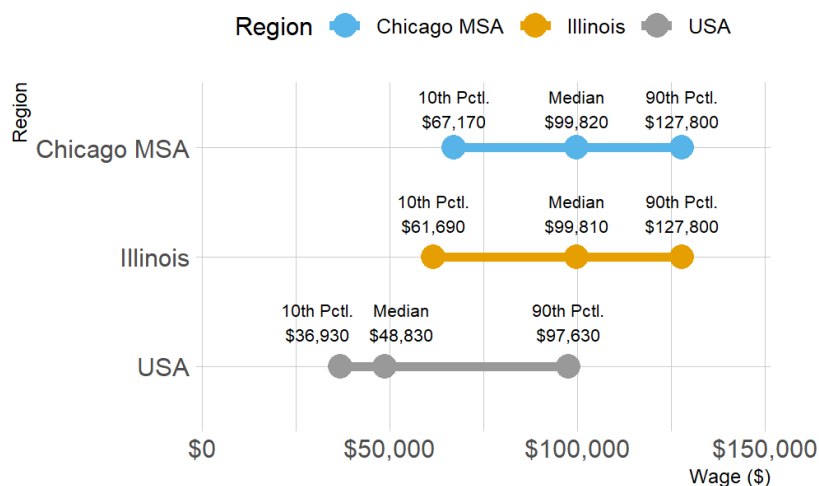 Region Chicago MSA Illinois USA
Region
10th Pctl. Median 90th Pctl.
$67,170 $99,820 $127,800
Chicago MSA
10th Pctl. Median 90th Pctl.
$61,690 $99,810 $127,800
Illinois
10th Pctl. Median 90th Pctl.
$36,930 $48,830 $97,630
USA
$0 $50,000 $100,000 $150,000
Wage ($)